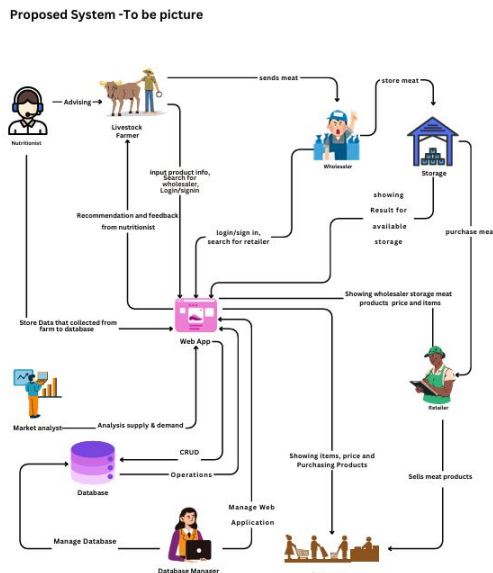 Proposed System -To be picture
sends meat
store meat
Advising
Livestock
Farmer
Nutritionist
Wholesaler
Storage
input product info,
Search for
wholesaler,
Login/signin
showing
Result for
available
storage
Recommendation and feedback
from nutritionist
login/sign in,
search for retailer
purchase mea
Showing wholesaler storage meat
products price and items
Store Data that collected from
farm to database
Web App
Market analyst
Analysis supply & demand
Retailer
CRUD
Operations
Database
Showing items, price and
Purchasing Products
Sells meat products
Manage Web
Application
Manage Database
Database Manager